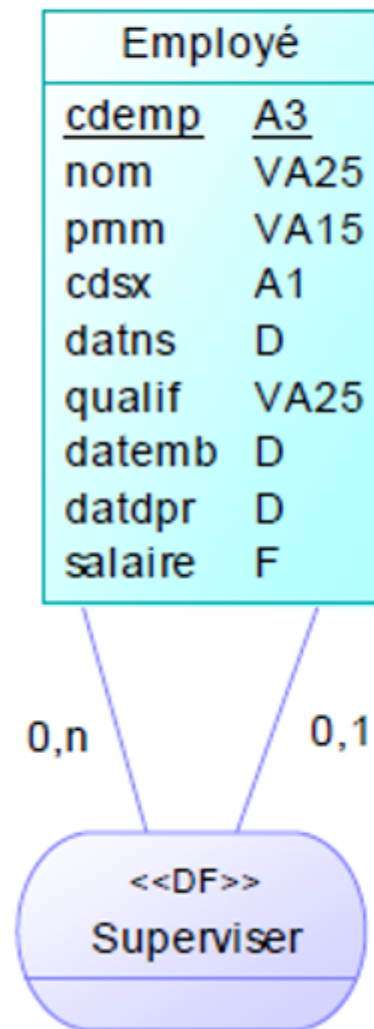 Employé
cdemp A3
nom VA25
prnm VA15
cdsx A1
datns D
qualif VA25
datemb D
datdpr D
salaire F
0,n 0,1
<<DF>>
Superviser